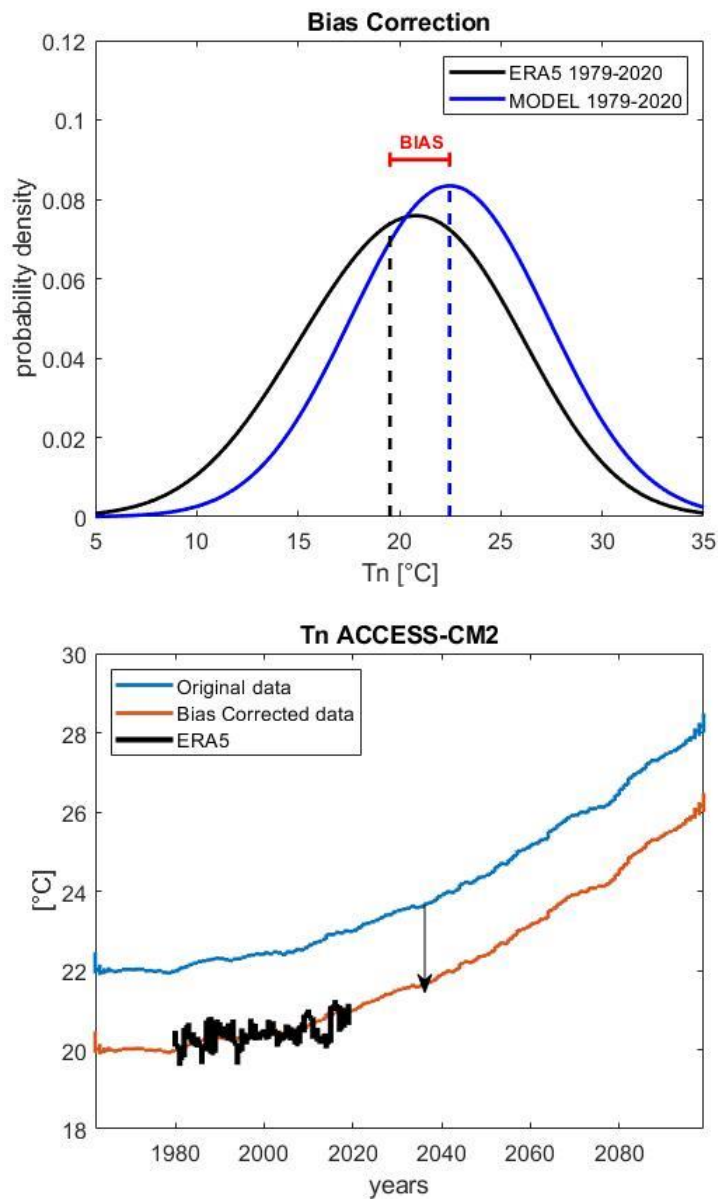 Bias Correction
0.12
0.1
0.08
0.06
0.04
0.02
0
probability density
ERA5 1979-2020
MODEL 1979-2020
BIAS
5 10 15 20 25 30 35
Tn [°C]
Tn ACCESS-CM2
30
28
26
24
22
20
18
[°C]
Original data
Bias Corrected data
ERA5
1980 2000 2020 2040 2060 2080
years